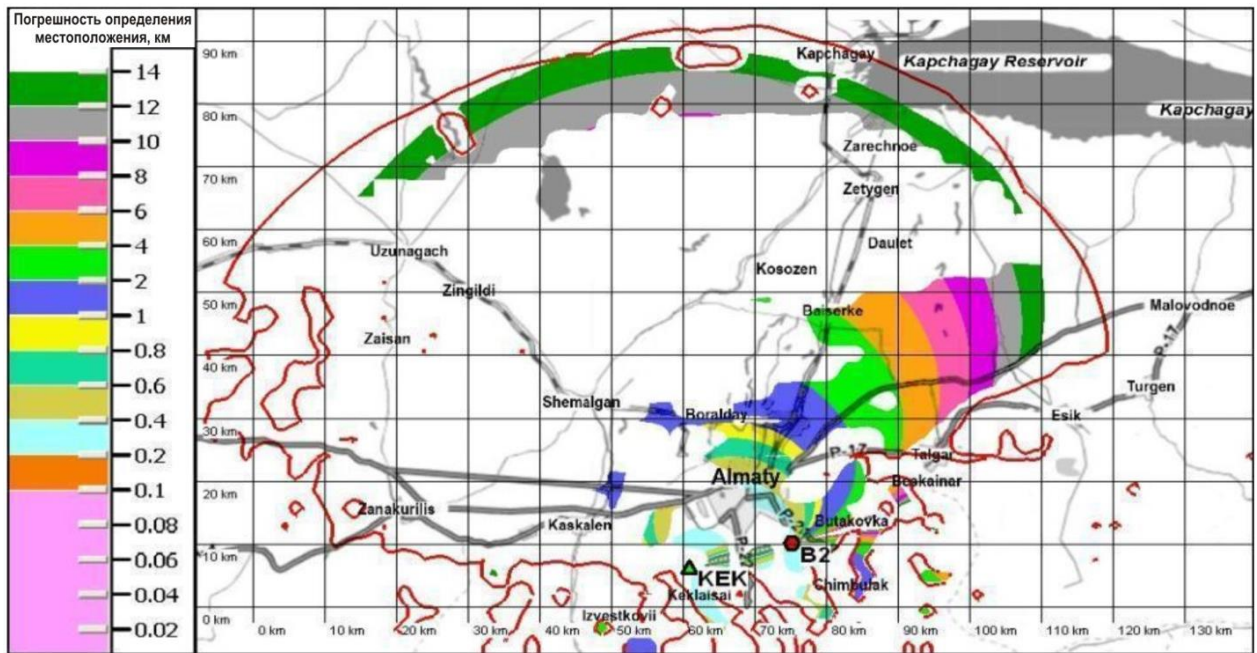 Погрешность определения
местоположения, км
14
12
10
8
6
4
2
1
0.8
0.6
0.4
0.2
0.1
0.08
0.06
0.04
0.02
90 km
Kapchagay
Kapchagay Reservoir
80 km
Kapchagay
Zarechnoe
70 km
Zetygen
60 km
Uzunagach
Daulet
Kosozen
Zingildi
50 km
Baiserke
Malovodnoe
Zaisan
P-17
40 km
Turgen
Shemalgan
Boralday
Esik
30 km
P-17
Talgar
Almaty
20 km
Zanakurilis
Kaskalen
Butakovka
10 km
B2
KEK
Chimbulak
Keklaisai
Izvestkovii
0 km
0 km 10 km 20 km 30 km 40 km 50 km 60 km 70 km 80 km 90 km 100 km 110 km 120 km 130 km